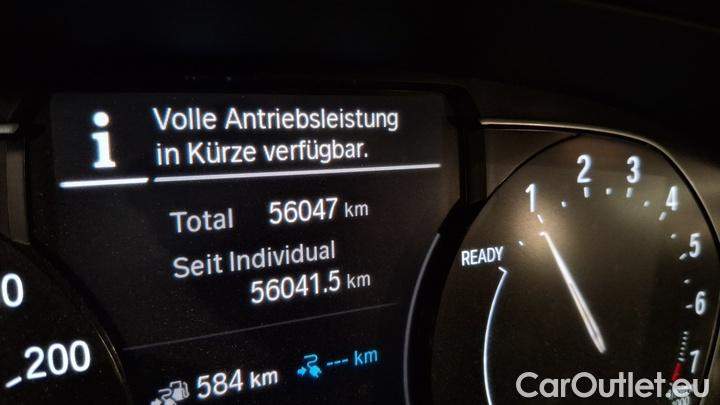 Volle Antriebsleistung
in Kürze verfügbar.
Total 56047 km
Seit Individual
56041.5 km
584 km --- km
0
200
READY
1
2
3
4
5
6
7
CarOutlet.eu